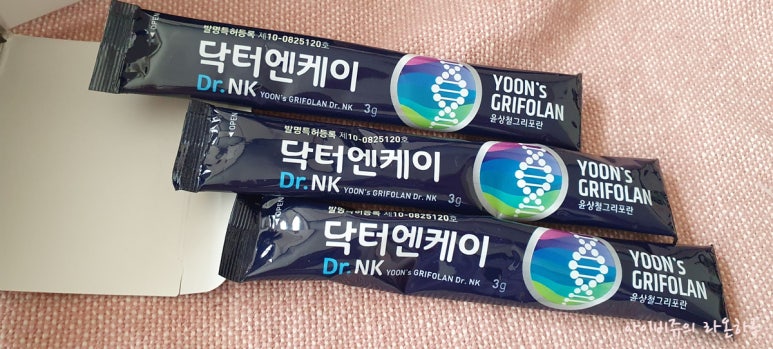 ◀OPEN
발명특허등록 제10-0825120호
닥터엔케이
Dr.NK YOON's GRIFOLAN Dr. NK 3g
YOON's
GRIFOLAN
윤상철그리포란
◀OPEN
발명특허등록 제10-0825120호
닥터엔케이
Dr.NK YOON's GRIFOLAN Dr. NK 3g
YOON's
GRIFOLAN
윤상철그리포란
OPEN
발명특허등록 제10-0825120호
닥터엔케이
Dr.NK YOON's GRIFOLAN Dr. NK 3g
YOON's
GRIFOLAN
윤상철그리포란